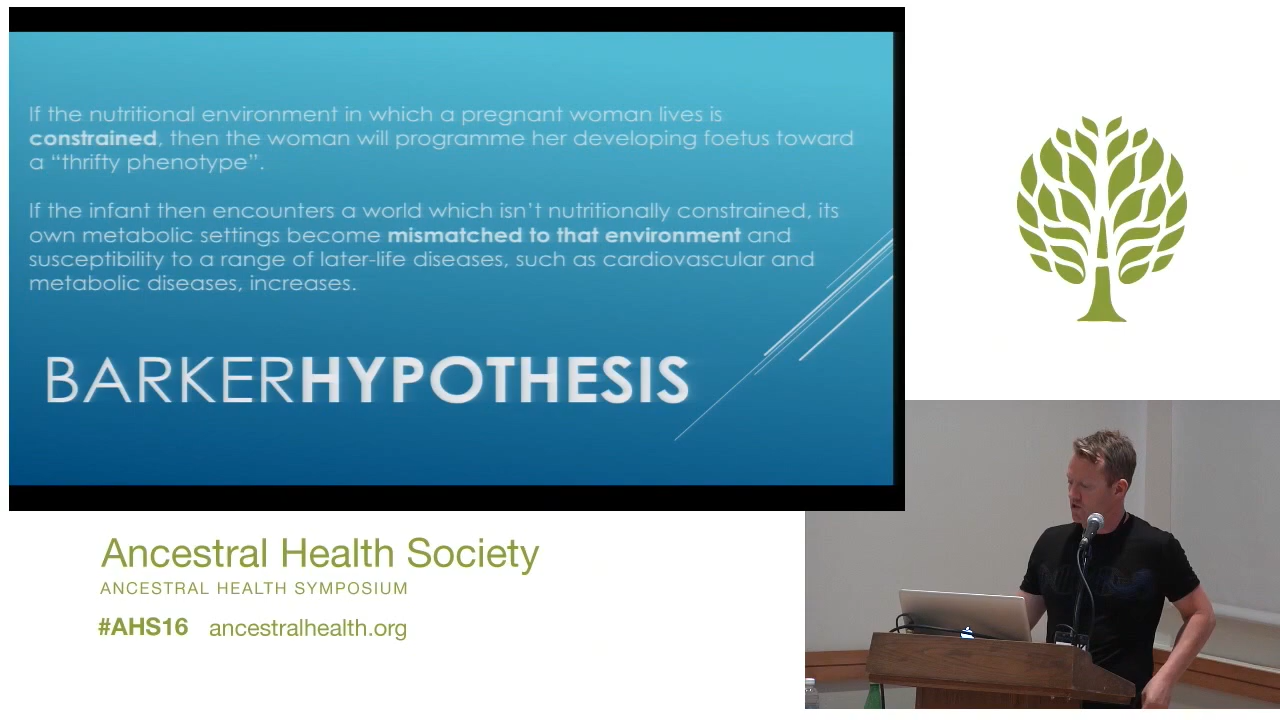 If the nutritional environment in which a pregnant woman lives is
constrained, then the woman will programme her developing foetus toward
a “thrifty phenotype”.
If the infant then encounters a world which isn’t nutritionally constrained, its
own metabolic settings become mismatched to that environment and
susceptibility to a range of later-life diseases, such as cardiovascular and
metabolic diseases, increases.
BARKERHYPOTHESIS
Ancestral Health Society
ANCESTRAL HEALTH SYMPOSIUM
#AHS16 ancestralhealth.org